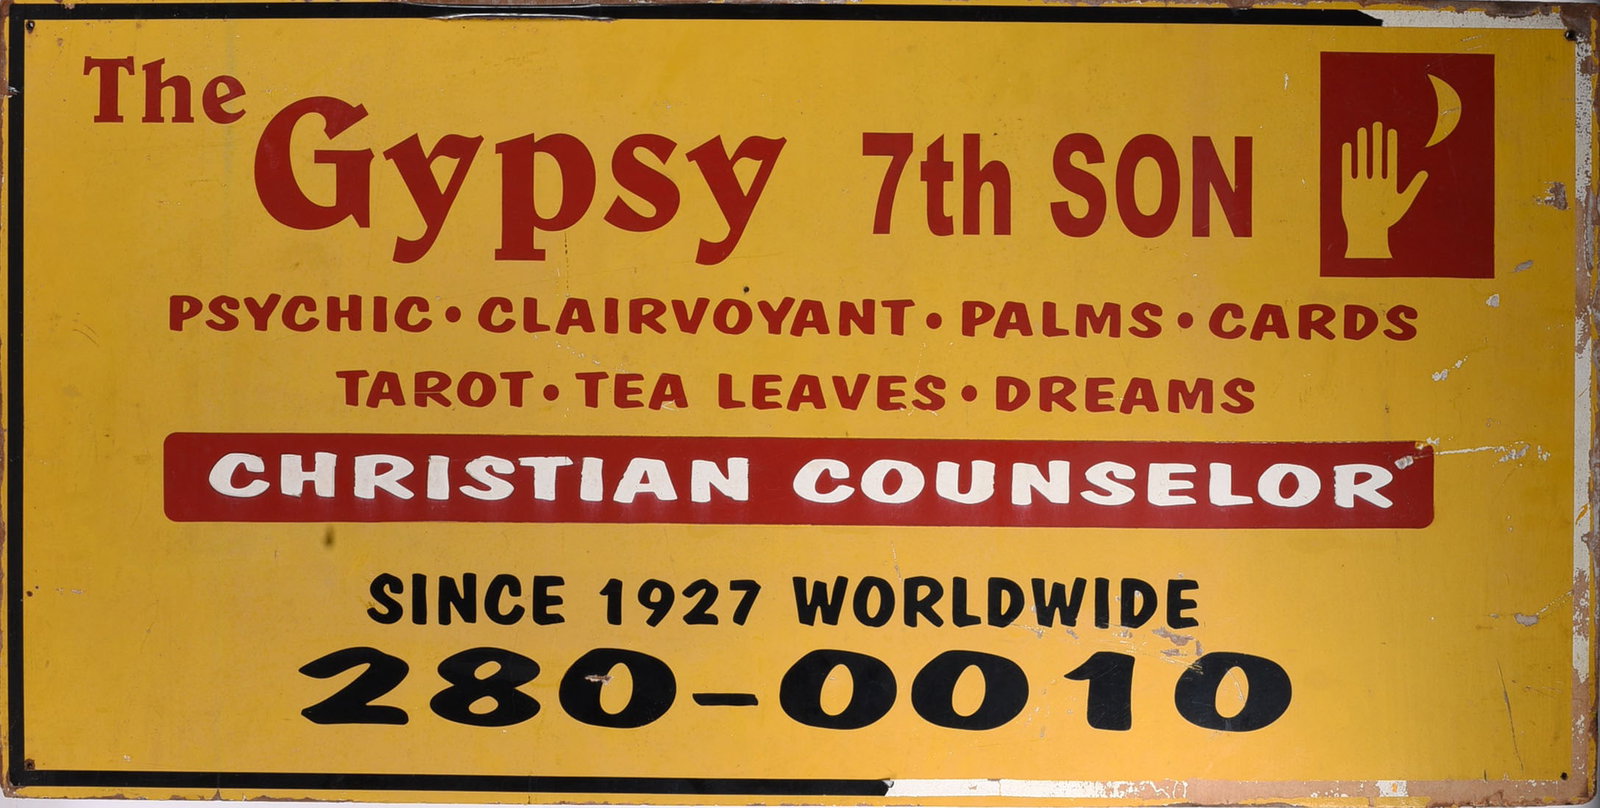 The Gypsy 7th SON
PSYCHIC • CLAIRVOYANT • PALMS • CARDS
TAROT • TEA LEAVES • DREAMS
CHRISTIAN COUNSELOR
SINCE 1927 WORLDWIDE
280-0010